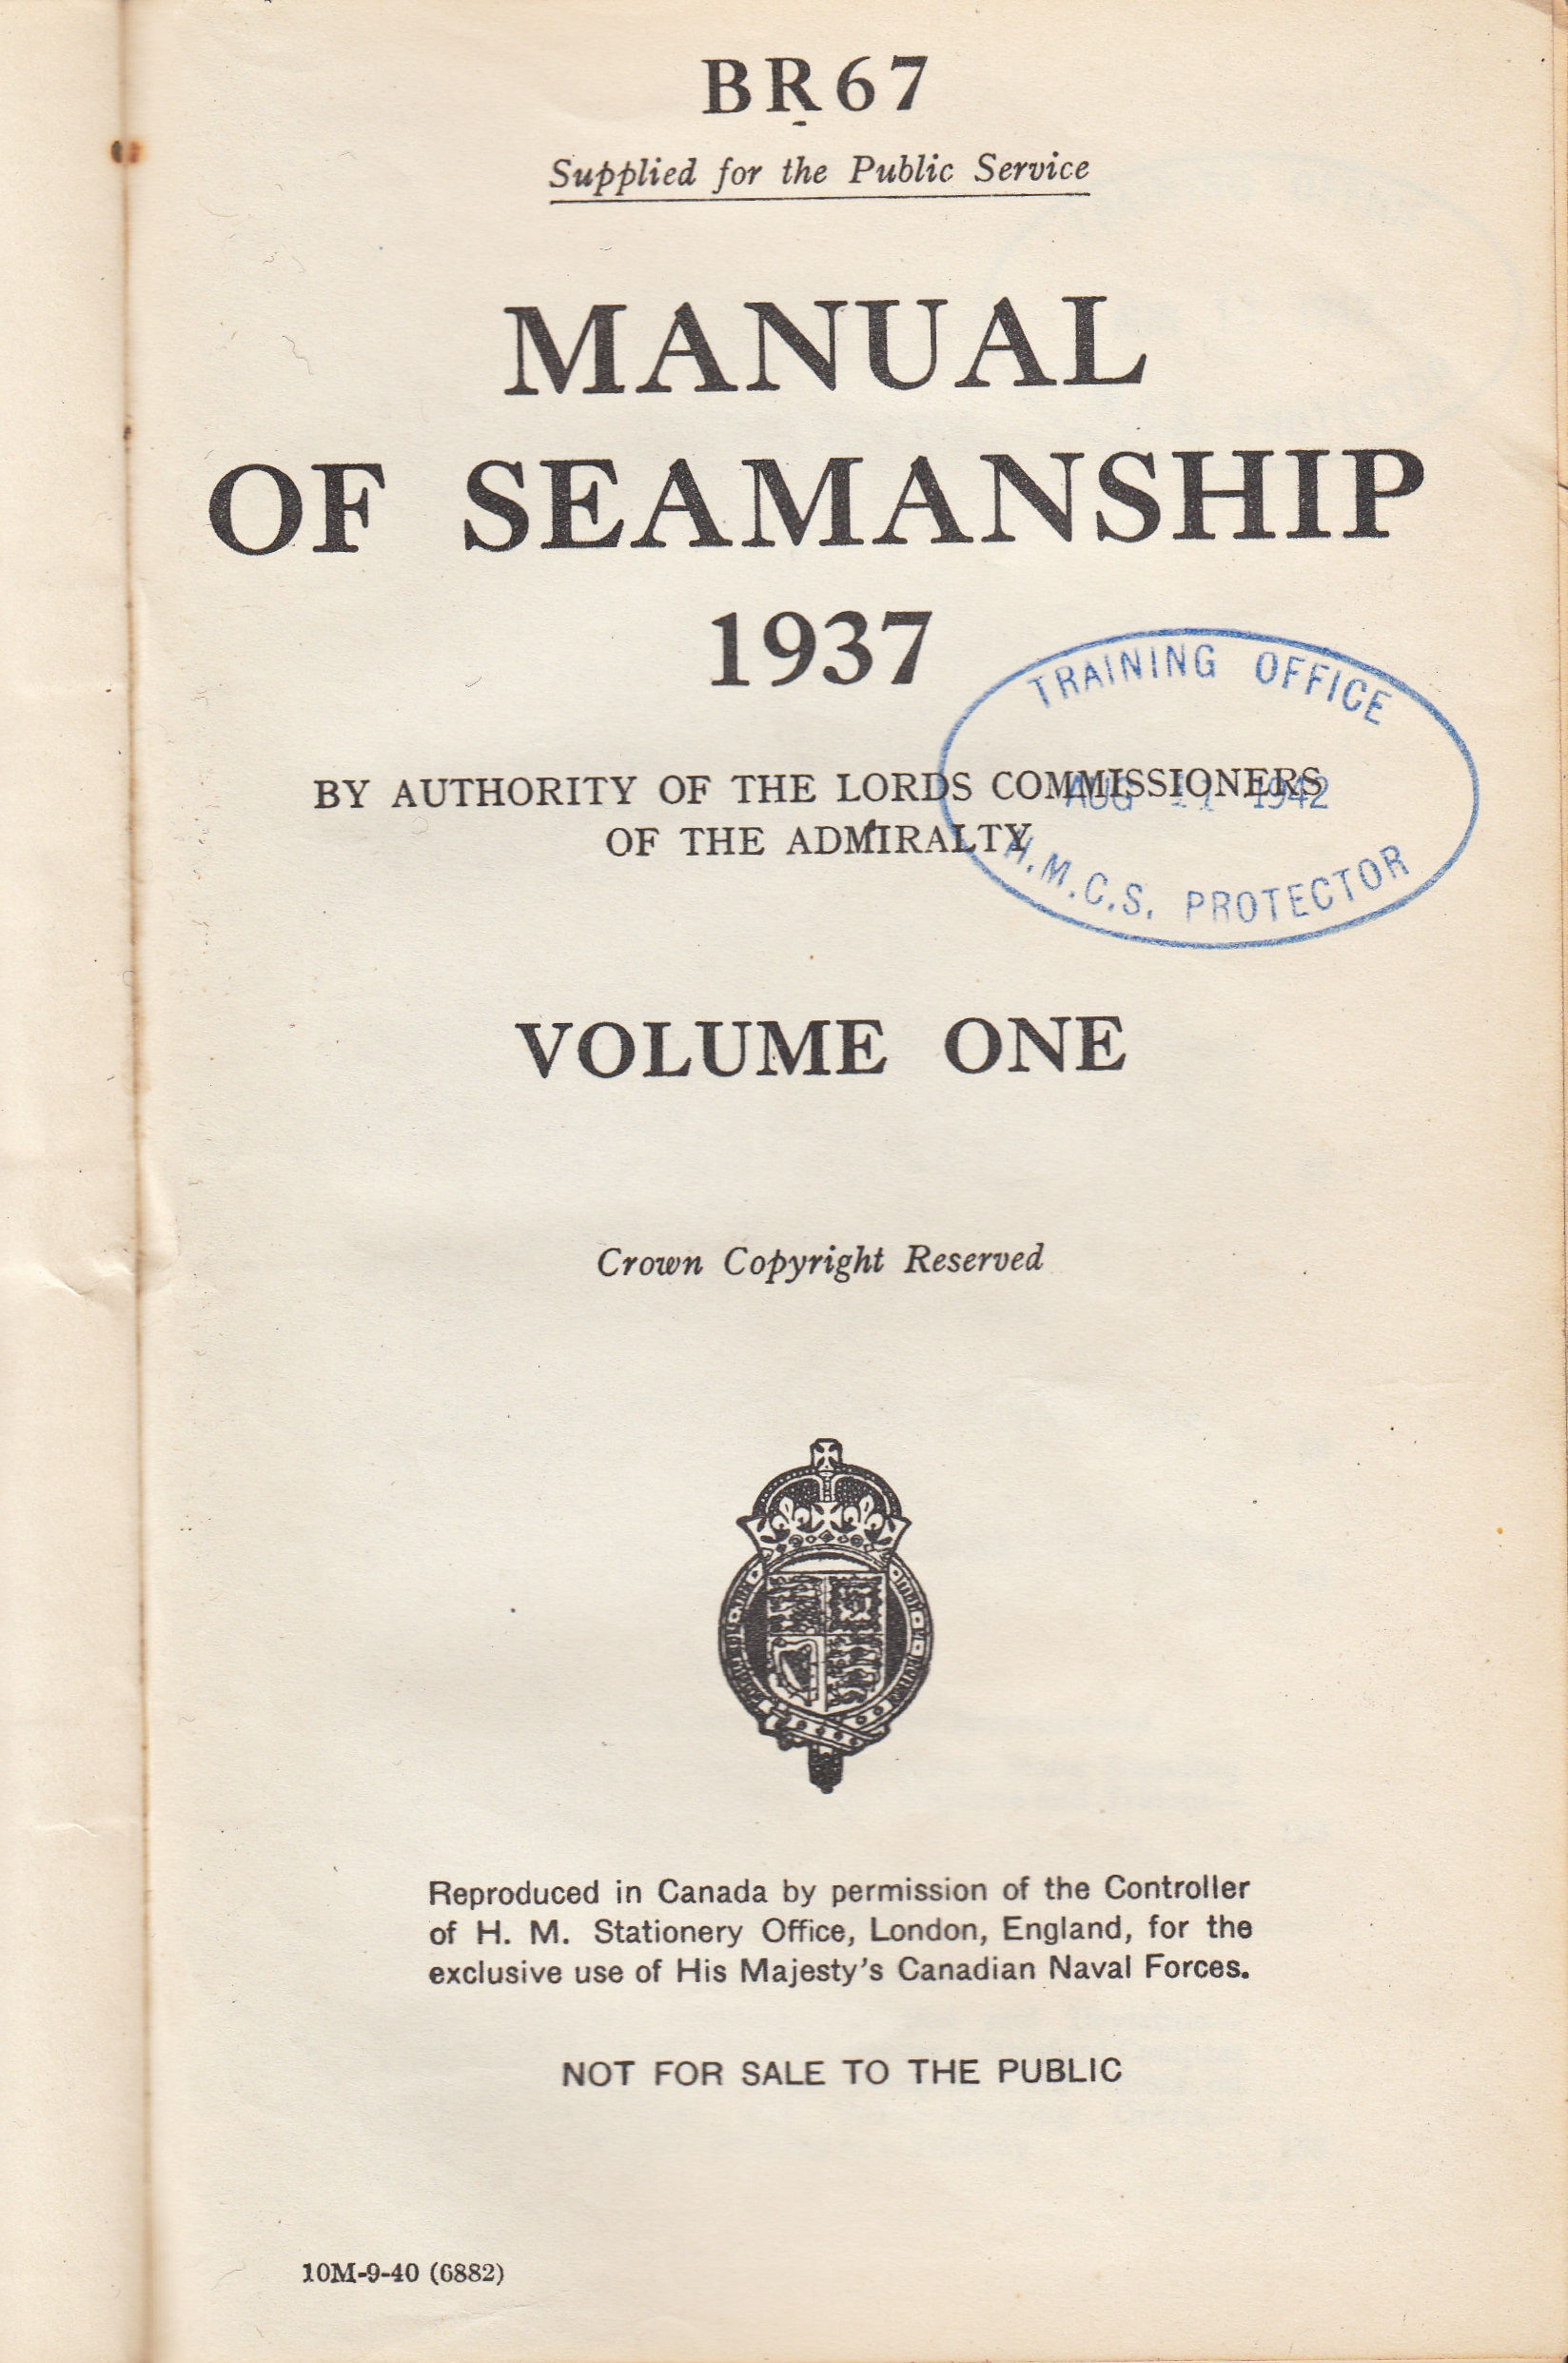 BR67
Supplied for the Public Service
MANUAL
OF SEAMANSHIP
1937
BY AUTHORITY OF THE LORDS COMMISSIONERS
OF THE ADMIRALTY
TRAINING OFFICE
AUG 11 1942
H.M.C.S. PROTECTOR
VOLUME ONE
Crown Copyright Reserved
Reproduced in Canada by permission of the Controller
of H. M. Stationery Office, London, England, for the
exclusive use of His Majesty's Canadian Naval Forces.
NOT FOR SALE TO THE PUBLIC
10M-9-40 (6882)